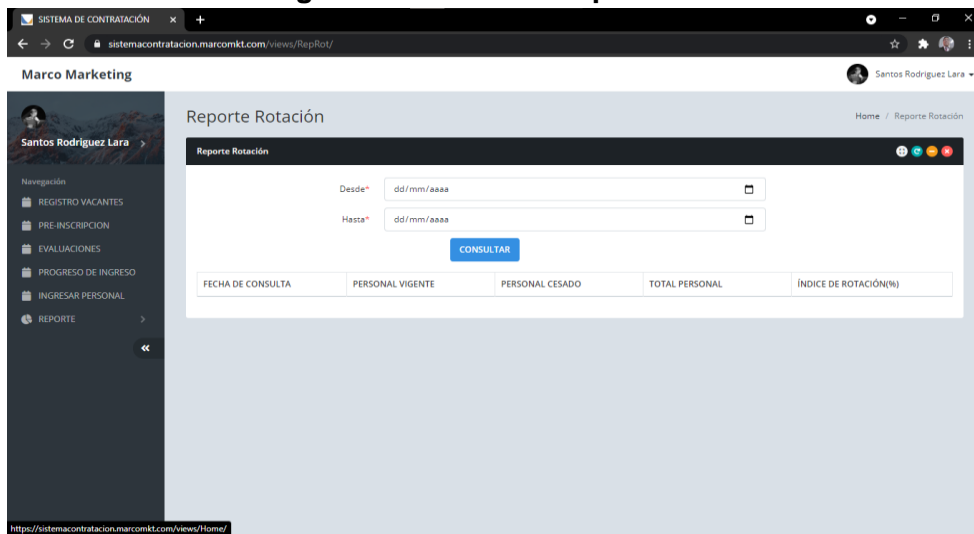 SISTEMA DE CONTRATACIÓN
sistemacontratacion.marcomkt.com/views/RepRot/
Marco Marketing
Santos Rodriguez Lara
Santos Rodriguez Lara
Reporte Rotación
Home / Reporte Rotación
Reporte Rotación
Navegación
REGISTRO VACANTES
PRE-INSCRIPCION
EVALUACIONES
PROGRESO DE INGRESO
INGRESAR PERSONAL
REPORTE
Desde* dd/mm/aaaa
Hasta* dd/mm/aaaa
CONSULTAR
FECHA DE CONSULTA PERSONAL VIGENTE PERSONAL CESADO TOTAL PERSONAL ÍNDICE DE ROTACIÓN(%)
https://sistemacontratacion.marcomkt.com/views/Home/